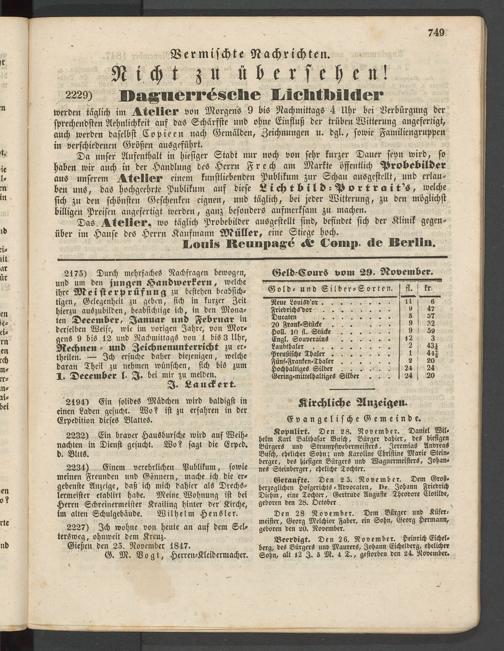 749
Vermischte Nachrichten.
Nicht zu übersehen!
2229) Daguerrésche Lichtbilder
werden täglich im Atelier von Morgens 9 bis Nachmittags 4 Uhr bei Verbürgung der
sprechendsten Aehnlichkeit auf das Schärfste und ohne Einfluß der trüben Witterung angefertigt,
auch werden daselbst Copieen nach Gemälden, Zeichnungen u. dgl., sowie Familiengruppen
in verschiedenen Größen ausgeführt.
Da unser Aufenthalt in hiesiger Stadt nur noch von sehr kurzer Dauer seyn wird, so
haben wir auch in der Handlung des Herrn Frech am Markte öffentlich Probebilder
aus unserem Atelier einem kunstliebenden Publikum zur Schau ausgestellt, und erlau-
ben uns, das hochgeehrte Publikum auf diese Lichtbild-Portrait's, welche
sich zu den schönsten Geschenken eignen, und täglich, bei jeder Witterung, zu den möglichst
billigen Preisen angefertigt werden, ganz besonders aufmerksam zu machen.
Das Atelier, wo täglich Probebilder ausgestellt sind, befindet sich der Klinik gegen-
über im Hause des Herrn Kaufmann Müller, eine Stiege hoch.
Louis Reunpagé & Comp. de Berlin.
2175) Durch mehrfaches Nachfragen bewogen,
und um den jungen Handwerkern, welche
ihre Meisterprüfung zu bestehen beabsich-
tigen, Gelegenheit zu geben, sich in kurzer Zeit
hierzu auszubilden, beabsichtige ich, in den Mona-
ten December, Januar und Februar in
derselben Weise, wie im vorigen Jahre, von Mor-
gens 9 bis 12 und Nachmittags von 1 bis 3 Uhr,
Rechnen- und Zeichnenunterricht zu er-
theilen. — Ich ersuche daher diejenigen, welche
daran Theil zu nehmen wünschen, sich bis zum
1. December l. J. bei mir zu melden.
J. Lauckert.
2194) Ein solides Mädchen wird baldigst in
einen Laden gesucht. Wo? ist zu erfahren in der
Expedition dieses Blattes.
2232) Ein braver Hausbursche wird auf Weih-
nachten in Dienst gesucht. Wo? sagt die Exped.
d. Bltts.
2234) Einem verehrlichen Publikum, sowie
meinen Freunden und Gönnern, mache ich die er-
gebenste Anzeige, daß ich mich dahier als Drechs-
lermeister etablirt habe. Meine Wohnung ist bei
Herrn Schreinermeister Krailing hinter der Kirche,
im alten Schulgebäude. Wilhelm Henßler.
2227) Ich wohne von heute an auf dem Sel-
tersweg, ohnweit dem Kreuz.
Gießen den 25. November 1847.
G. M. Vogt, Herren-Kleidermacher.
Geld-Cours vom 29. November.
Gold- und Silber-Sorten. fl. kr.
Neue Louisd'or 11 6
Friedrichsd'or 9 47
Ducaten 5 37
20 Frank-Stücke 9 32
Holl. 10 fl. Stücke 9 59
Engl. Souverains 12 3
Laubthaler 2 43½
Preußische Thaler 1 44¾
Fünf-Franken-Thaler 2 20
Hochhaltiges Silber 24 24
Gering-mittelhaltiges Silber 24 20
Kirchliche Anzeigen.
Evangelische Gemeinde.
Kopulirt. Den 28. November. Daniel Wil-
helm Karl Balthasar Busch, Bürger dahier, des hiesigen
Bürgers und Strumpfwebermeisters Jeremias Andreas
Busch, ehelicher Sohn; und Karoline Christine Marie Stein-
berger, des hiesigen Bürgers und Wagnermeisters, Johan-
nes Steinberger, eheliche Tochter.
Getaufte. Den 25. November. Dem Groß-
herzoglichen Hofgerichts-Advocaten, Dr. Johann Friedrich
Diehm, eine Tochter, Gertrude Auguste Theodore Clotilde,
geboren den 28. October.
Den 28 November. Dem Bürger und Küfer-
meister, Georg Melchior Faber, ein Sohn, Georg Hermann,
geboren den 20. November.
Beerdigt. Den 26. November. Heinrich Eichel-
berg, des Bürgers und Maurers, Johann Eichelberg, ehelicher
Sohn, alt 12 J. 5 M. 4 T., gestorben den 24. November.